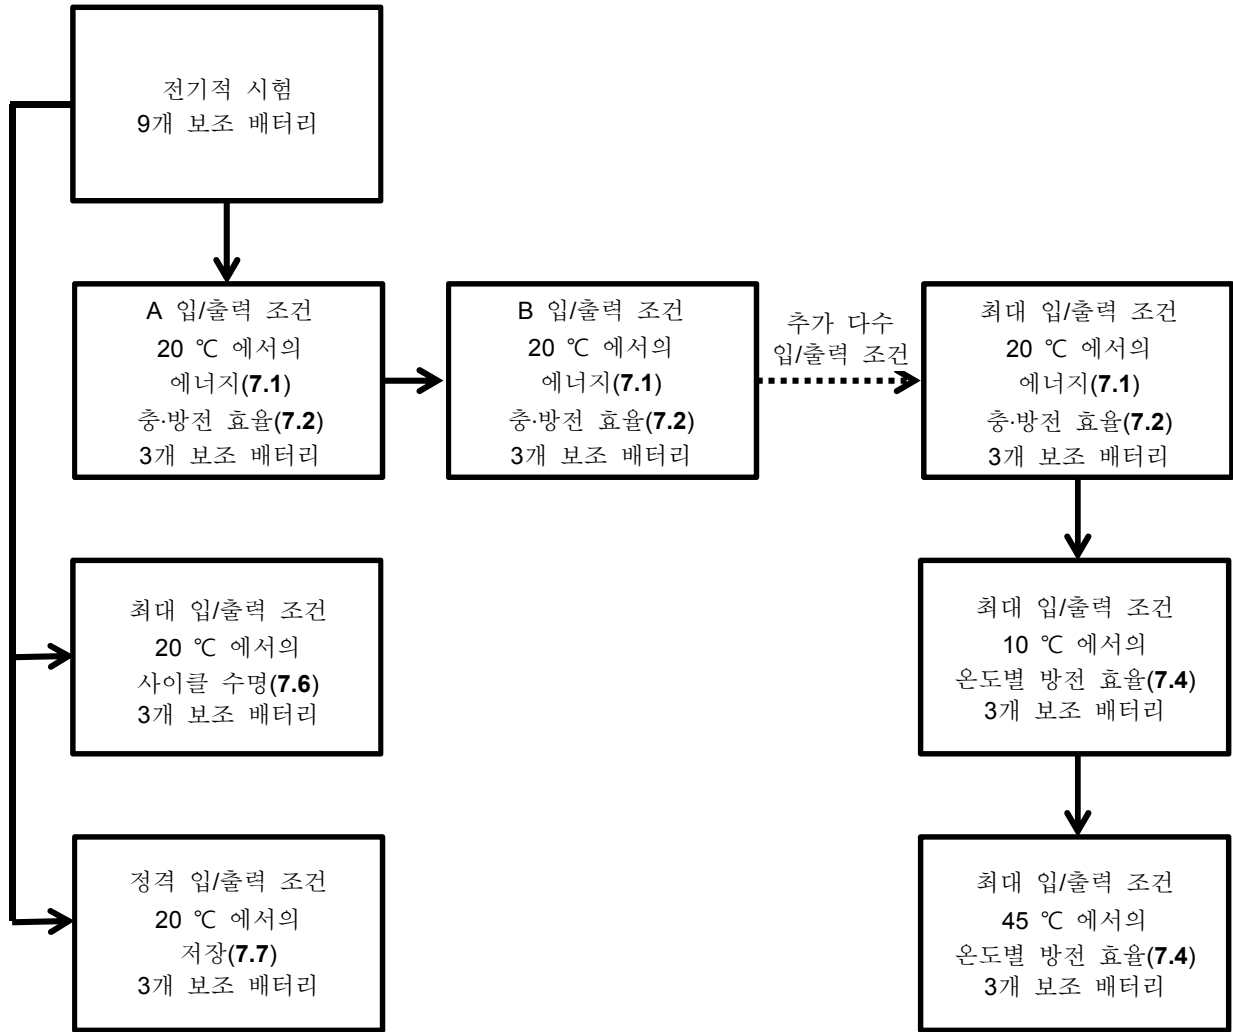 전기적 시험
9개 보조 배터리
A 입/출력 조건
20 ℃ 에서의
에너지(7.1)
충·방전 효율(7.2)
3개 보조 배터리
B 입/출력 조건
20 ℃ 에서의
에너지(7.1)
충·방전 효율(7.2)
3개 보조 배터리
추가 다수
입/출력 조건
최대 입/출력 조건
20 ℃ 에서의
에너지(7.1)
충·방전 효율(7.2)
3개 보조 배터리
최대 입/출력 조건
20 ℃ 에서의
사이클 수명(7.6)
3개 보조 배터리
최대 입/출력 조건
10 ℃ 에서의
온도별 방전 효율(7.4)
3개 보조 배터리
정격 입/출력 조건
20 ℃ 에서의
저장(7.7)
3개 보조 배터리
최대 입/출력 조건
45 ℃ 에서의
온도별 방전 효율(7.4)
3개 보조 배터리